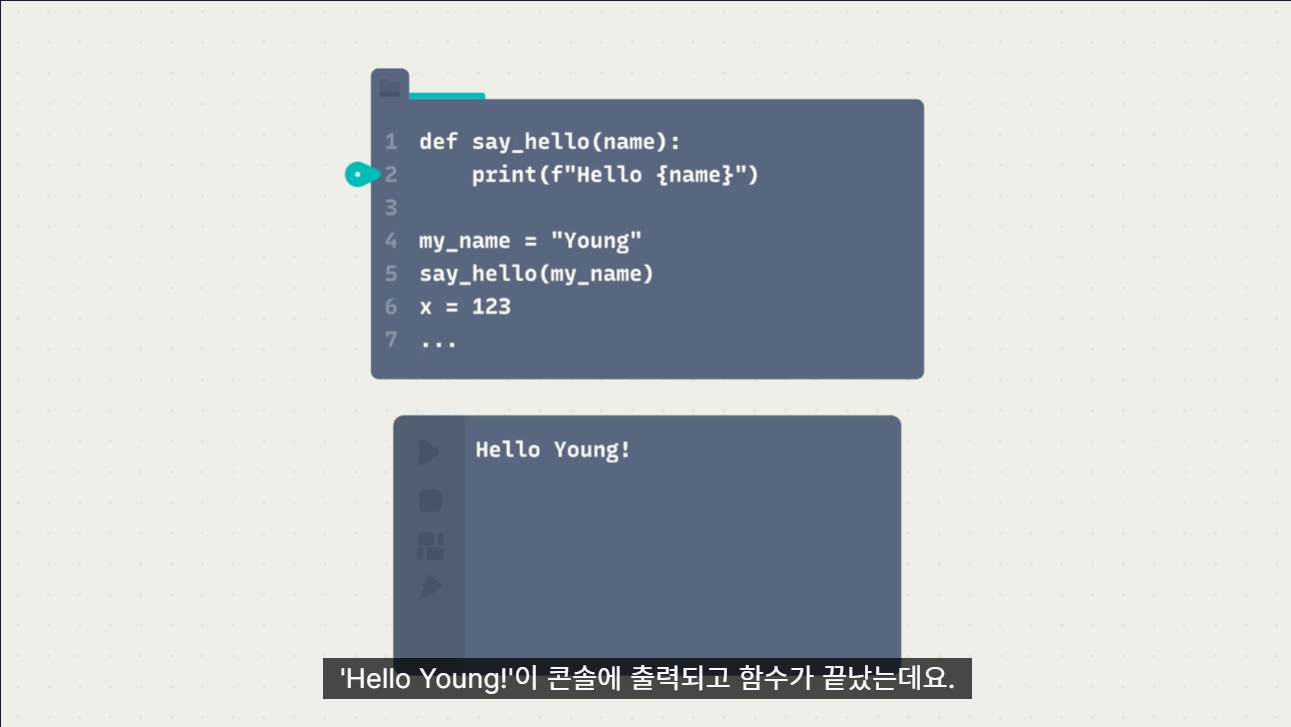 1 def say_hello(name):
2     print(f"Hello {name}")
3
4 my_name = "Young"
5 say_hello(my_name)
6 x = 123
7 ...
Hello Young!
'Hello Young!'이 콘솔에 출력되고 함수가 끝났는데요.